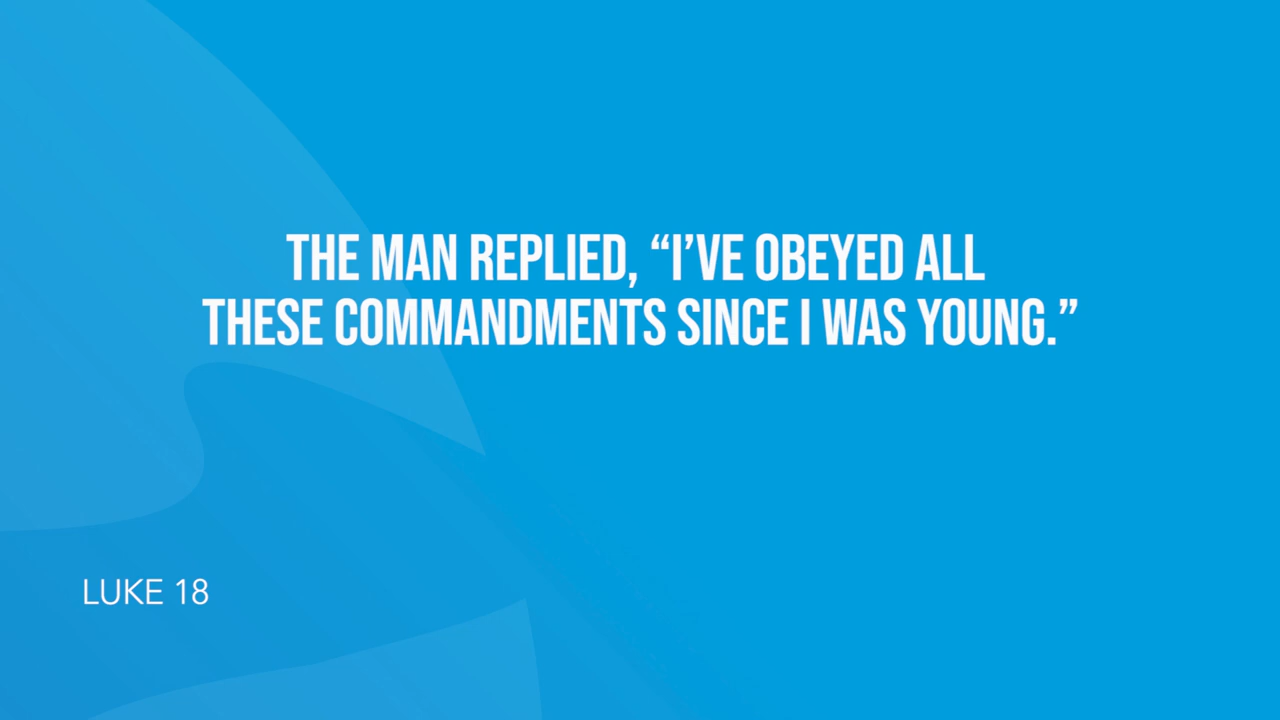 THE MAN REPLIED, “I’VE OBEYED ALL
THESE COMMANDMENTS SINCE I WAS YOUNG.”
LUKE 18